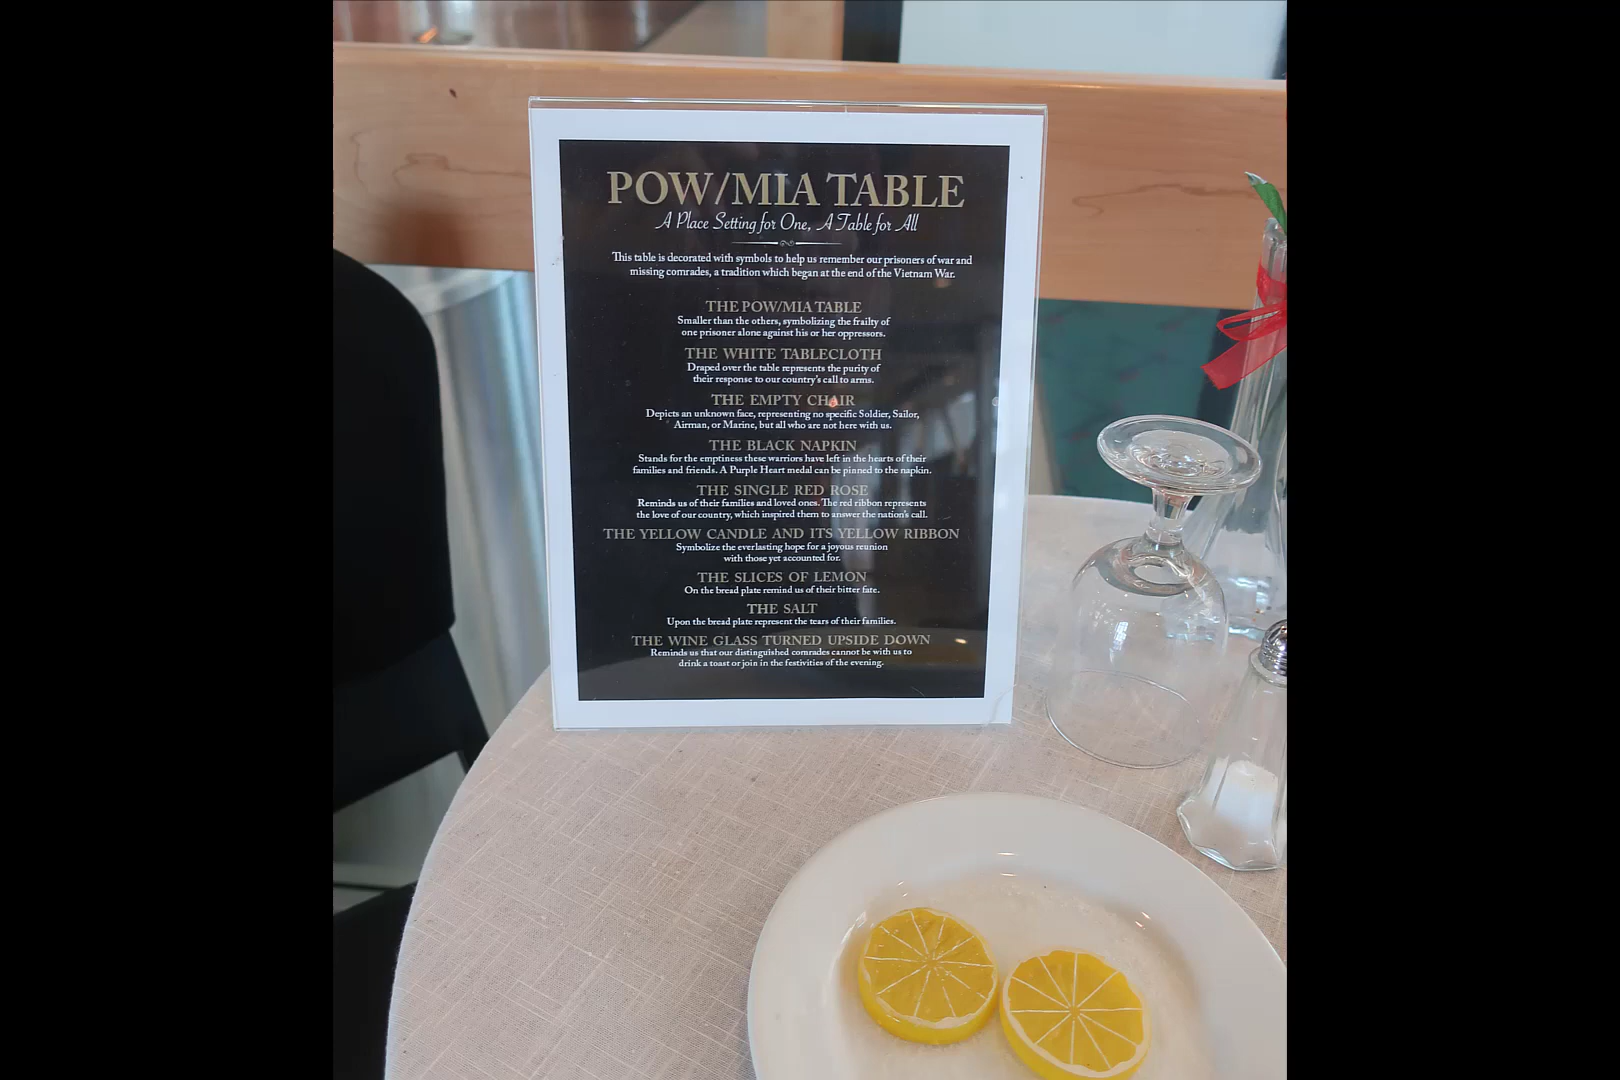 POW/MIA TABLE
A Place Setting for One, A Table for All
This table is decorated with symbols to help us remember our prisoners of war and
missing comrades, a tradition which began at the end of the Vietnam War.
THE POW/MIA TABLE
Smaller than the others, symbolizing the frailty of
one prisoner alone against his or her oppressors.
THE WHITE TABLECLOTH
Draped over the table represents the purity of
their response to our country's call to arms.
THE EMPTY CHAIR
Depicts an unknown face, representing no specific Soldier, Sailor,
Airman, or Marine, but all who are not here with us.
THE BLACK NAPKIN
Stands for the emptiness these warriors have left in the hearts of their
families and friends. A Purple Heart medal can be pinned to the napkin.
THE SINGLE RED ROSE
Reminds us of their families and loved ones. The red ribbon represents
the love of our country, which inspired them to answer the nation's call.
THE YELLOW CANDLE AND ITS YELLOW RIBBON
Symbolize the everlasting hope for a joyous reunion
with those yet accounted for.
THE SLICES OF LEMON
On the bread plate remind us of their bitter fate.
THE SALT
Upon the bread plate represent the tears of their families.
THE WINE GLASS TURNED UPSIDE DOWN
Reminds us that our distinguished comrades cannot be with us to
drink a toast or join in the festivities of the evening.